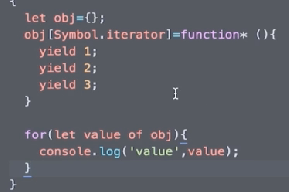 {
let obj={};
obj[Symbol.iterator]=function* (){
yield 1;
yield 2;
yield 3;
}
for(let value of obj){
console.log('value',value);
}
}